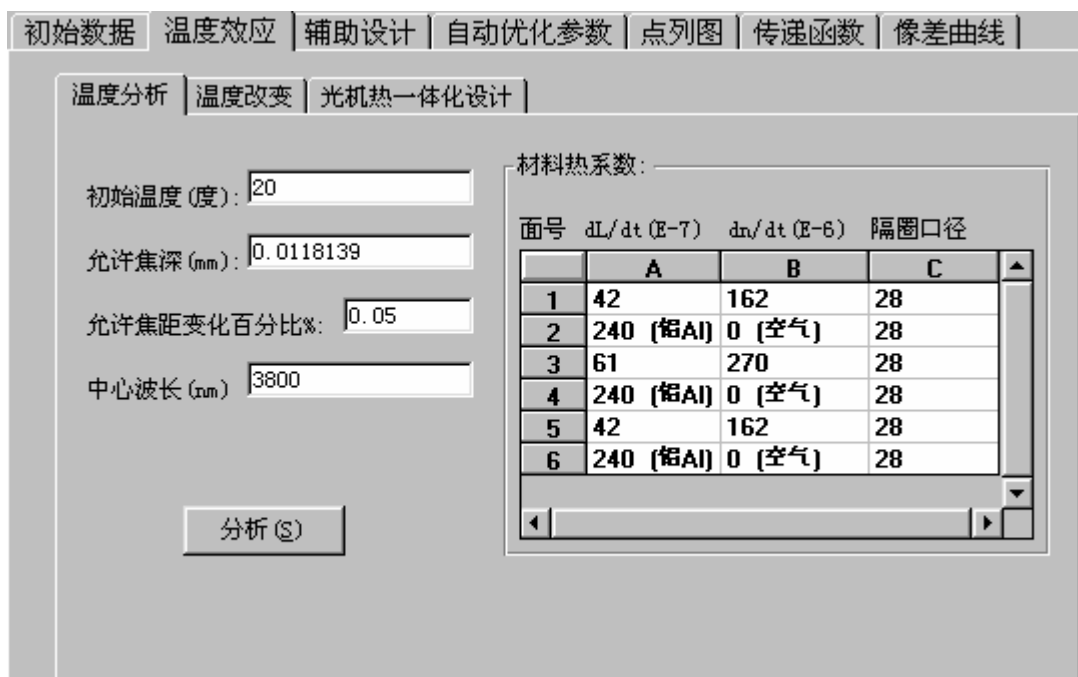 初始数据 温度效应 辅助设计 自动优化参数 点列图 传递函数 像差曲线
温度分析 温度改变 光机热一体化设计
初始温度(度): 20
允许焦深(mm): 0.0118139
允许焦距变化百分比%: 0.05
中心波长(nm) 3800
分析(S)
材料热系数:
面号 dL/dt(E-7) dn/dt(E-6) 隔圈口径
A B C
1 42 162 28
2 240 (铝Al) 0 (空气) 28
3 61 270 28
4 240 (铝Al) 0 (空气) 28
5 42 162 28
6 240 (铝Al) 0 (空气) 28